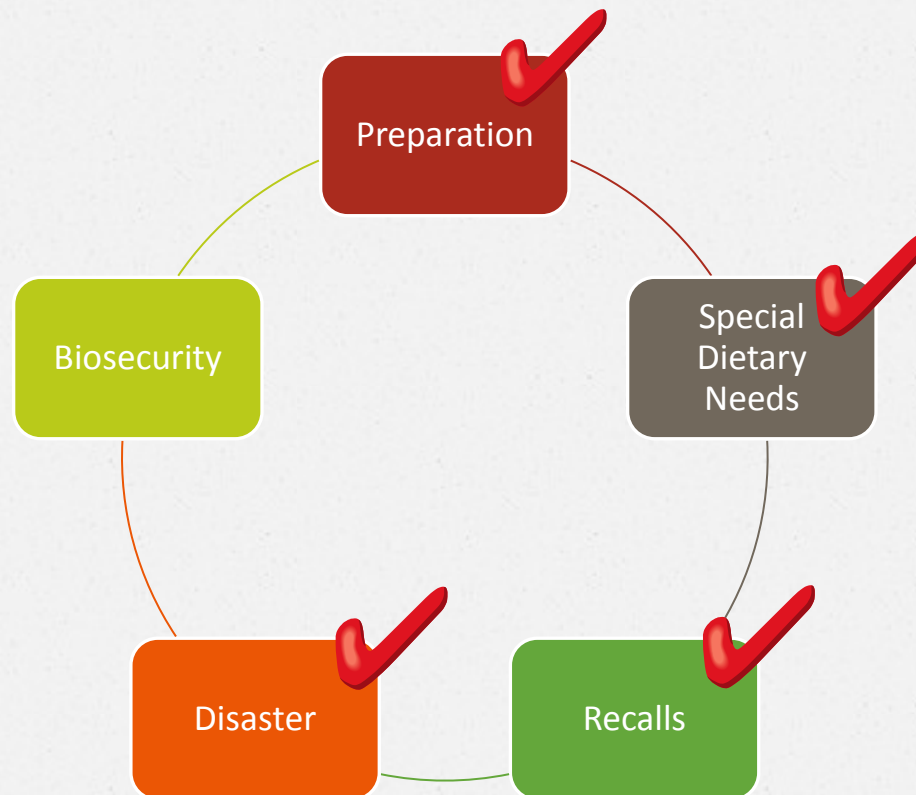 Preparation
Special
Dietary
Needs
Biosecurity
Disaster
Recalls